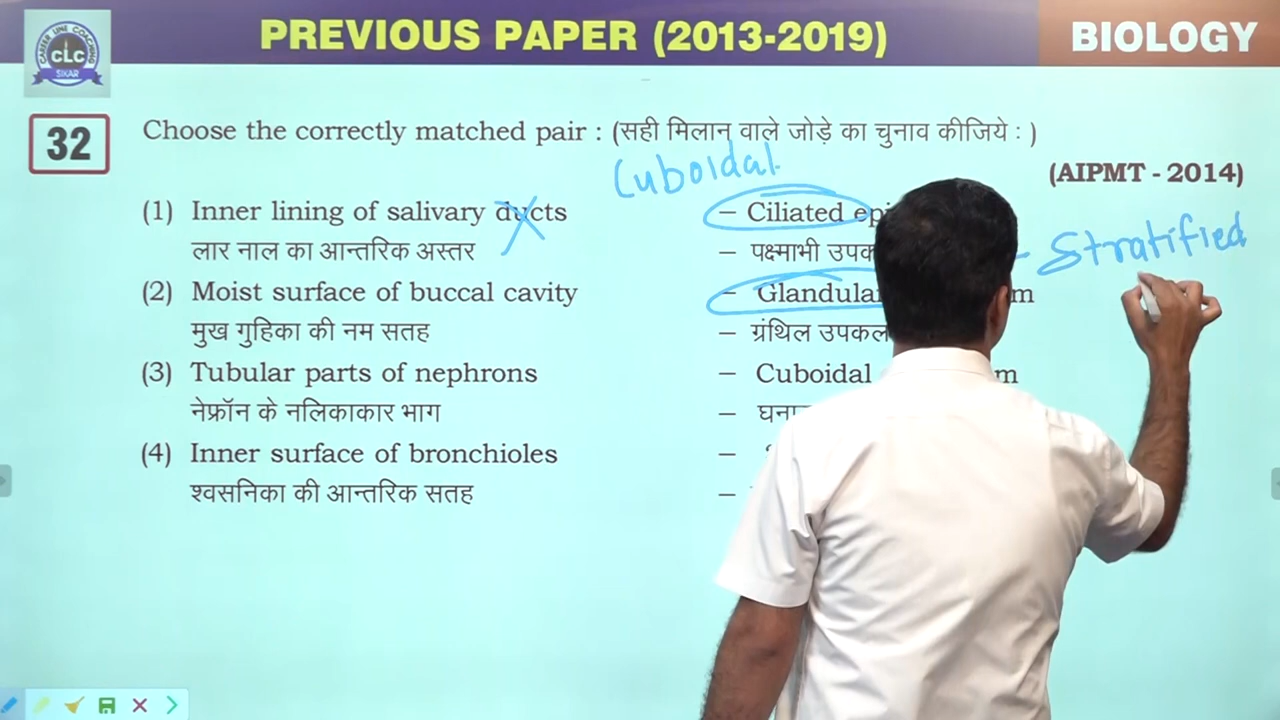 PREVIOUS PAPER (2013-2019)
BIOLOGY
CAREER LINE COACHING
CLC
SIKAR
32
Choose the correctly matched pair : (सही मिलान वाले जोड़े का चुनाव कीजिये : )
Cuboidal
(AIPMT - 2014)
(1) Inner lining of salivary ducts – Ciliated epi
लार नाल का आन्तरिक अस्तर – पक्ष्माभी उपक
- Stratified
(2) Moist surface of buccal cavity – Glandular m
मुख गुहिका की नम सतह – ग्रंथिल उपकल
(3) Tubular parts of nephrons – Cuboidal m
नेफ्रॉन के नलिकाकार भाग – घना
(4) Inner surface of bronchioles –
श्वसनिका की आन्तरिक सतह –